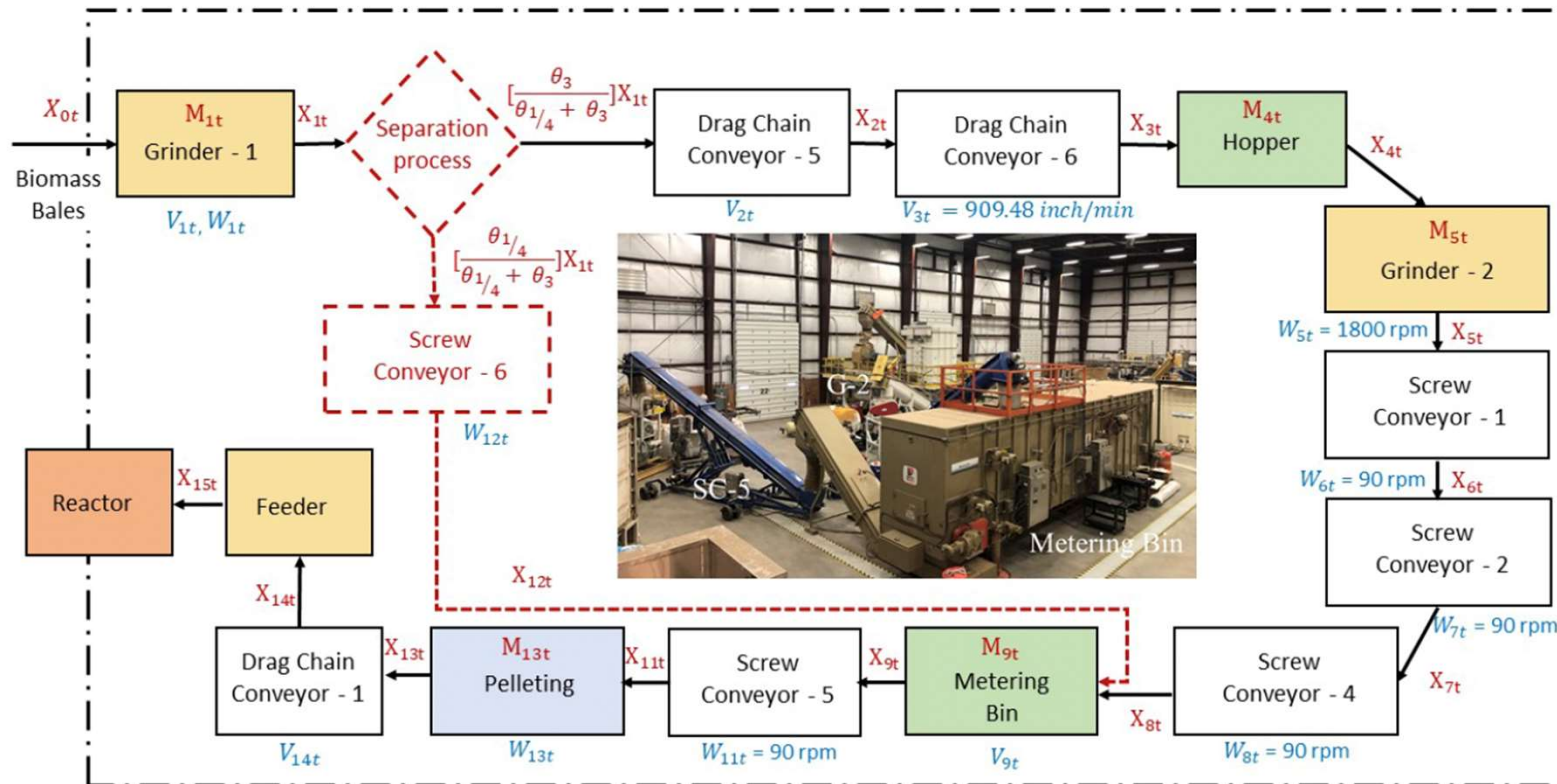 X₀ₜ
Biomass
Bales
M₁ₜ
Grinder - 1
V₁ₜ, W₁ₜ
X₁ₜ
Separation
process
[θ₃ / (θ₁/₄ + θ₃)]X₁ₜ
Drag Chain
Conveyor - 5
V₂ₜ
X₂ₜ
Drag Chain
Conveyor - 6
V₃ₜ = 909.48 inch/min
X₃ₜ
M₄ₜ
Hopper
X₄ₜ
M₅ₜ
Grinder - 2
W₅ₜ = 1800 rpm
X₅ₜ
Screw
Conveyor - 1
W₆ₜ = 90 rpm
X₆ₜ
Screw
Conveyor - 2
W₇ₜ = 90 rpm
X₇ₜ
Screw
Conveyor - 4
W₈ₜ = 90 rpm
X₈ₜ
[θ₁/₄ / (θ₁/₄ + θ₃)]X₁ₜ
Screw
Conveyor - 6
W₁₂ₜ
X₁₂ₜ
M₉ₜ
Metering
Bin
V₉ₜ
X₉ₜ
Screw
Conveyor - 5
W₁₁ₜ = 90 rpm
X₁₁ₜ
M₁₃ₜ
Pelleting
W₁₃ₜ
X₁₃ₜ
Drag Chain
Conveyor - 1
V₁₄ₜ
X₁₄ₜ
Feeder
X₁₅ₜ
Reactor
G-2
SC-5
Metering Bin